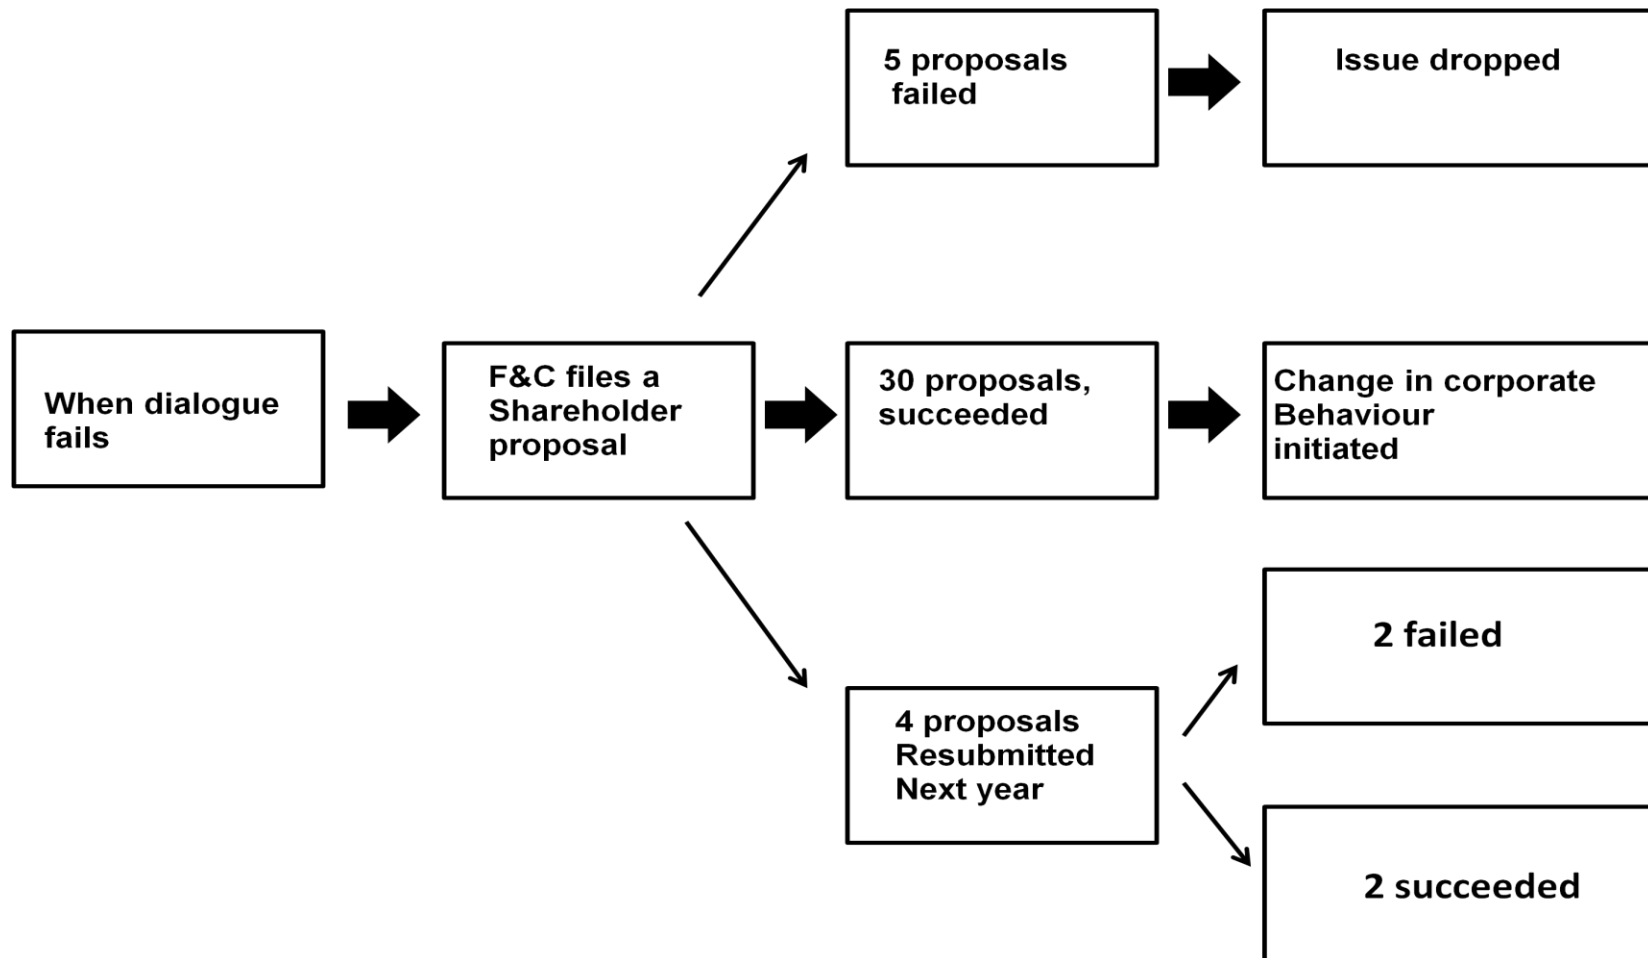 5 proposals
failed
Issue dropped
When dialogue
fails
F&C files a
Shareholder
proposal
30 proposals,
succeeded
Change in corporate
Behaviour
initiated
4 proposals
Resubmitted
Next year
2 failed
2 succeeded